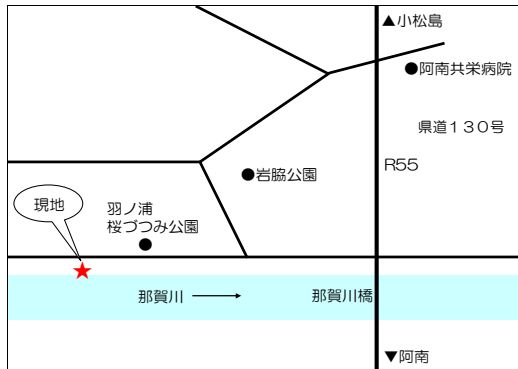 ▲小松島
●阿南共栄病院
県道１３０号
R55
●岩脇公園
現地
羽ノ浦
桜づつみ公園
那賀川
那賀川橋
▼阿南